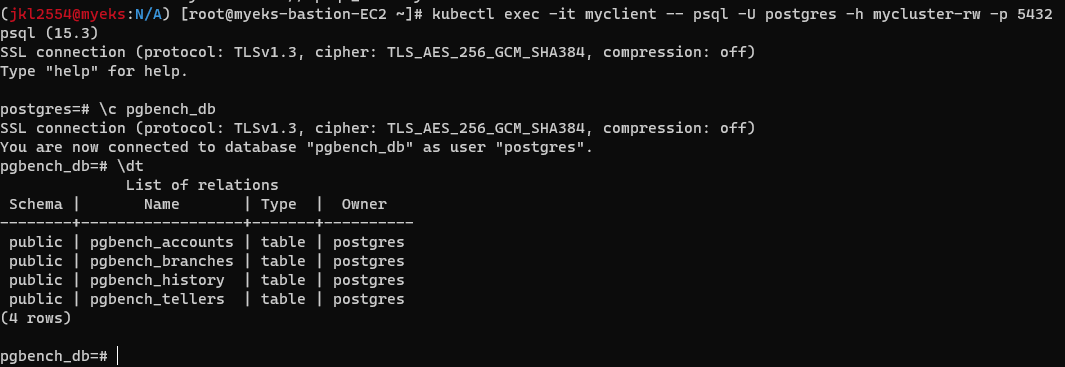 (jkl2554@myeks:N/A) [root@myeks-bastion-EC2 ~]# kubectl exec -it myclient -- psql -U postgres -h mycluster-rw -p 5432
psql (15.3)
SSL connection (protocol: TLSv1.3, cipher: TLS_AES_256_GCM_SHA384, compression: off)
Type "help" for help.

postgres=# \c pgbench_db
SSL connection (protocol: TLSv1.3, cipher: TLS_AES_256_GCM_SHA384, compression: off)
You are now connected to database "pgbench_db" as user "postgres".
pgbench_db=# \dt
              List of relations
 Schema |       Name       | Type  |  Owner
--------+------------------+-------+----------
 public | pgbench_accounts | table | postgres
 public | pgbench_branches | table | postgres
 public | pgbench_history  | table | postgres
 public | pgbench_tellers  | table | postgres
(4 rows)

pgbench_db=#